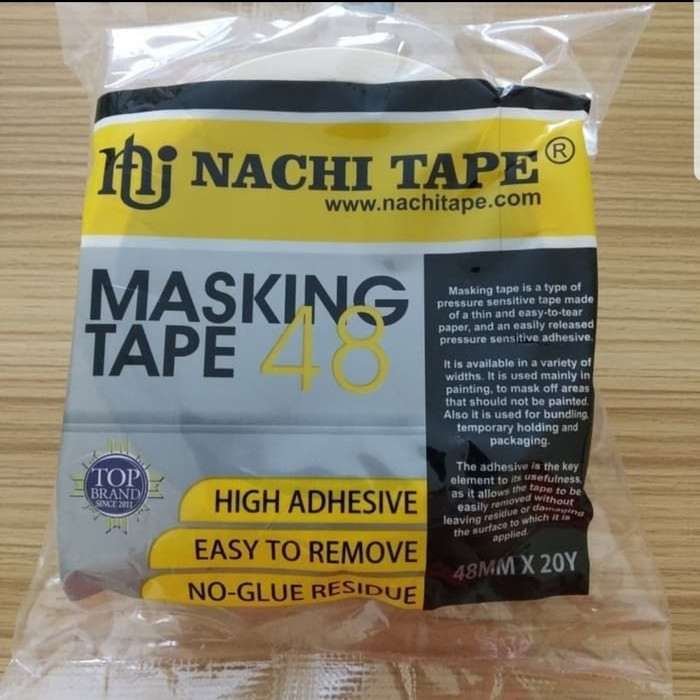 NACHI TAPE®
www.nachitape.com
MASKING
TAPE 48
Masking tape is a type of
pressure sensitive tape made
of a thin and easy-to-tear
paper, and an easily released
pressure sensitive adhesive.
It is available in a variety of
widths. It is used mainly in
painting, to mask off areas
that should not be painted.
Also it is used for bundling,
temporary holding and
packaging.
The adhesive is the key
element to its usefulness,
as it allows the tape to be
easily removed without
leaving residue or damaging
the surface to which it is
applied.
TOP
BRAND
SINCE 2011
HIGH ADHESIVE
EASY TO REMOVE
NO-GLUE RESIDUE
48MM X 20Y